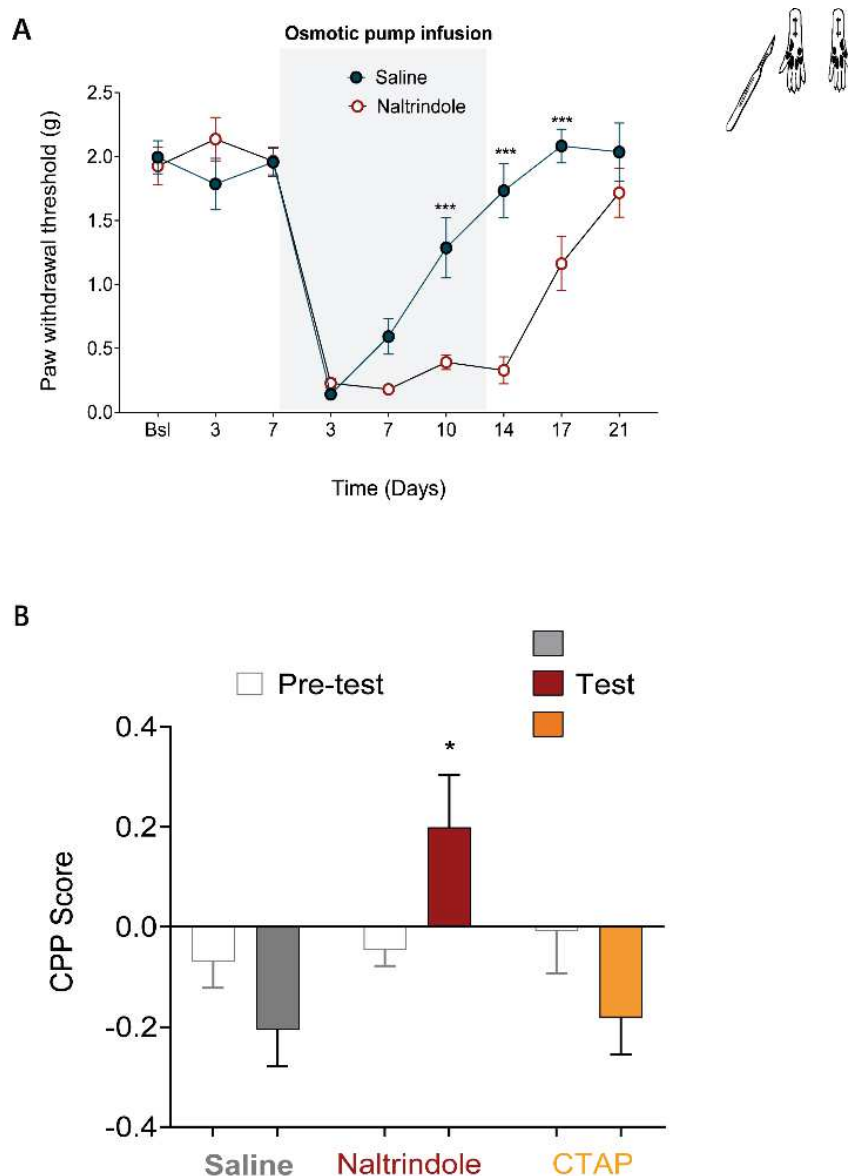 A
Osmotic pump infusion
Saline
Naltrindole
Paw withdrawal threshold (g)
2.5
2.0
1.5
1.0
0.5
0.0
***
***
***
Bsl 3 7 3 7 10 14 17 21
Time (Days)
B
Pre-test
Test
CPP Score
0.4
0.2
0.0
-0.2
-0.4
*
Saline Naltrindole CTAP